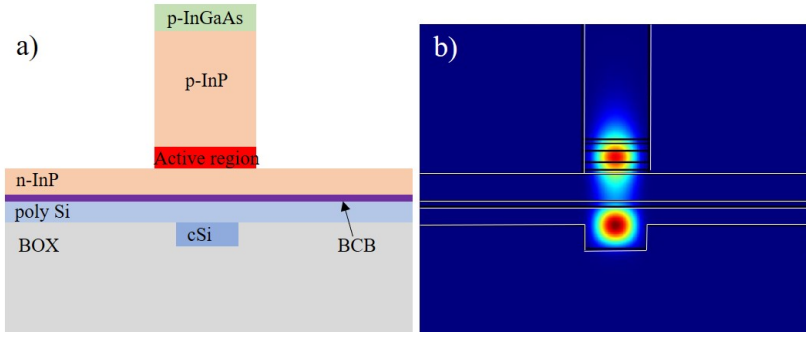 p-InGaAs
a)
b)
p-InP
Active region
n-InP
poly Si
cSi
BOX
BCB